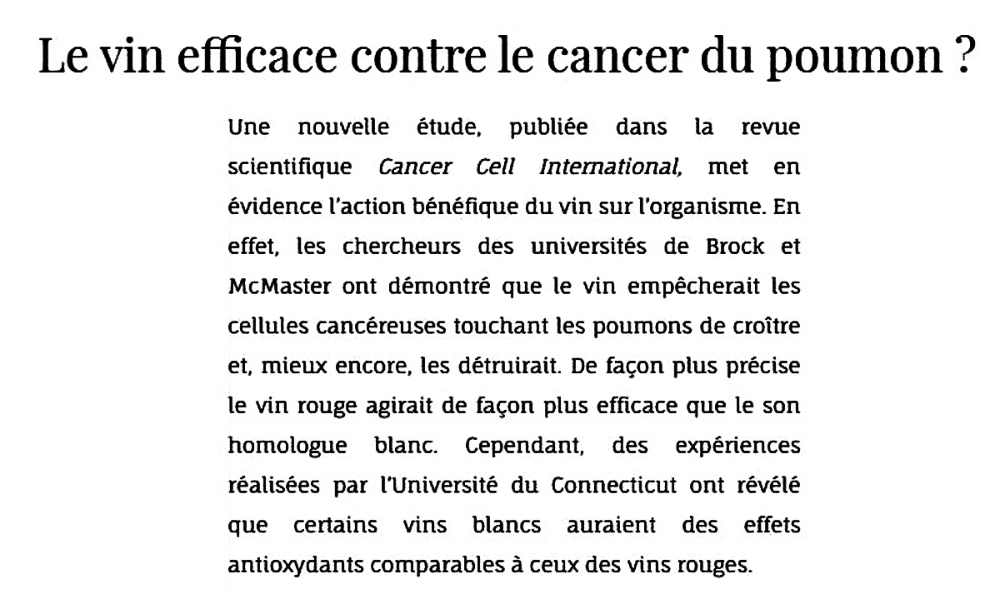 Le vin efficace contre le cancer du poumon ?
Une nouvelle étude, publiée dans la revue
scientifique Cancer Cell International, met en
évidence l'action bénéfique du vin sur l'organisme. En
effet, les chercheurs des universités de Brock et
McMaster ont démontré que le vin empêcherait les
cellules cancéreuses touchant les poumons de croître
et, mieux encore, les détruirait. De façon plus précise
le vin rouge agirait de façon plus efficace que le son
homologue blanc. Cependant, des expériences
réalisées par l'Université du Connecticut ont révélé
que certains vins blancs auraient des effets
antioxydants comparables à ceux des vins rouges.